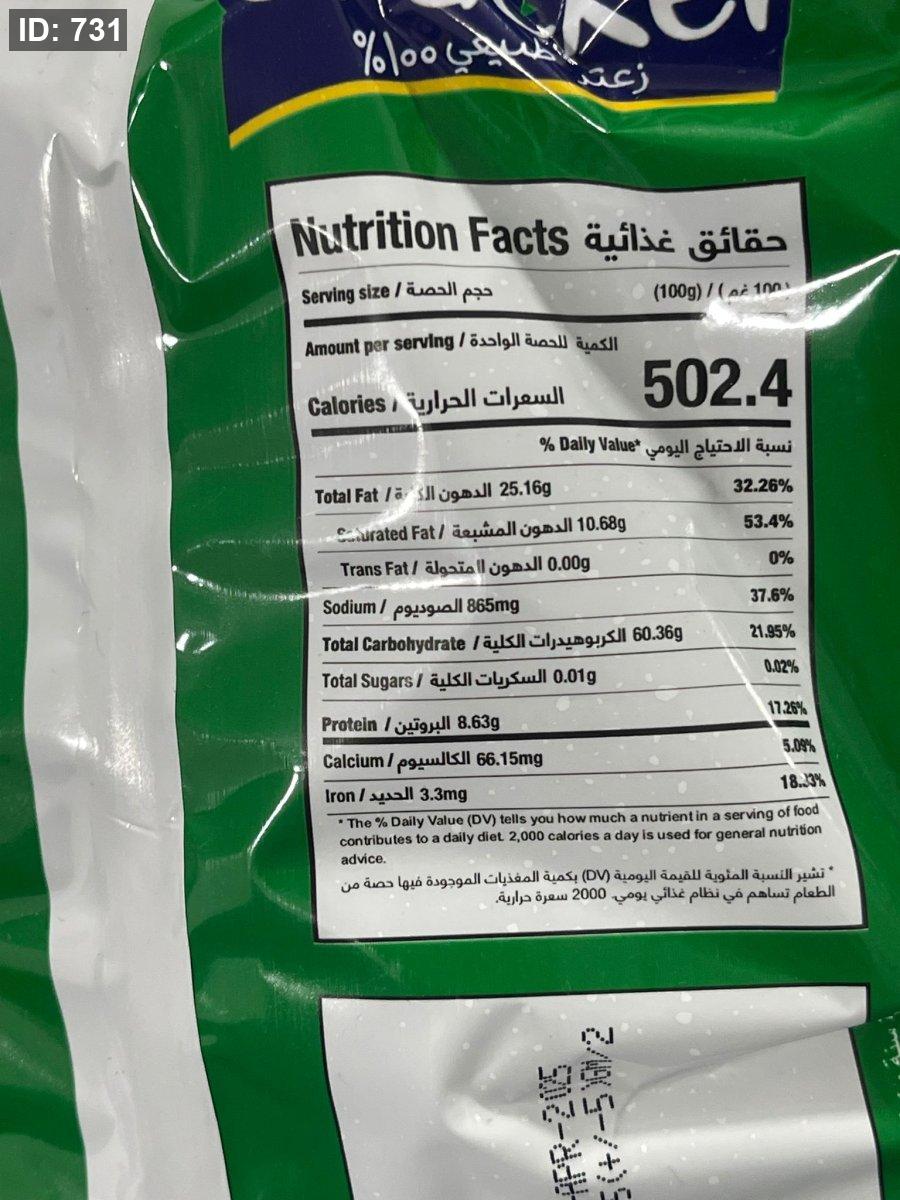 ID: 731
زعتر طبيعي ١٠٠%
Nutrition Facts حقائق غذائية
Serving size / حجم الحصة (100g) / (100 غم)
Amount per serving / الكمية للحصة الواحدة
Calories / السعرات الحرارية 502.4
% Daily Value* نسبة الاحتياج اليومي
Total Fat / الدهون الكلية 25.16g 32.26%
Saturated Fat / الدهون المشبعة 10.68g 53.4%
Trans Fat / الدهون المتحولة 0.00g 0%
Sodium / الصوديوم 865mg 37.6%
Total Carbohydrate / الكربوهيدرات الكلية 60.36g 21.95%
Total Sugars / السكريات الكلية 0.01g 0.02%
Protein / البروتين 8.63g 17.26%
Calcium / الكالسيوم 66.15mg 5.09%
Iron / الحديد 3.3mg 18.33%
* The % Daily Value (DV) tells you how much a nutrient in a serving of food
contributes to a daily diet. 2,000 calories a day is used for general nutrition
advice.
* تشير النسبة المئوية للقيمة اليومية (DV) بكمية المغذيات الموجودة فيها حصة من
الطعام تساهم في نظام غذائي يومي. 2000 سعرة حرارية.